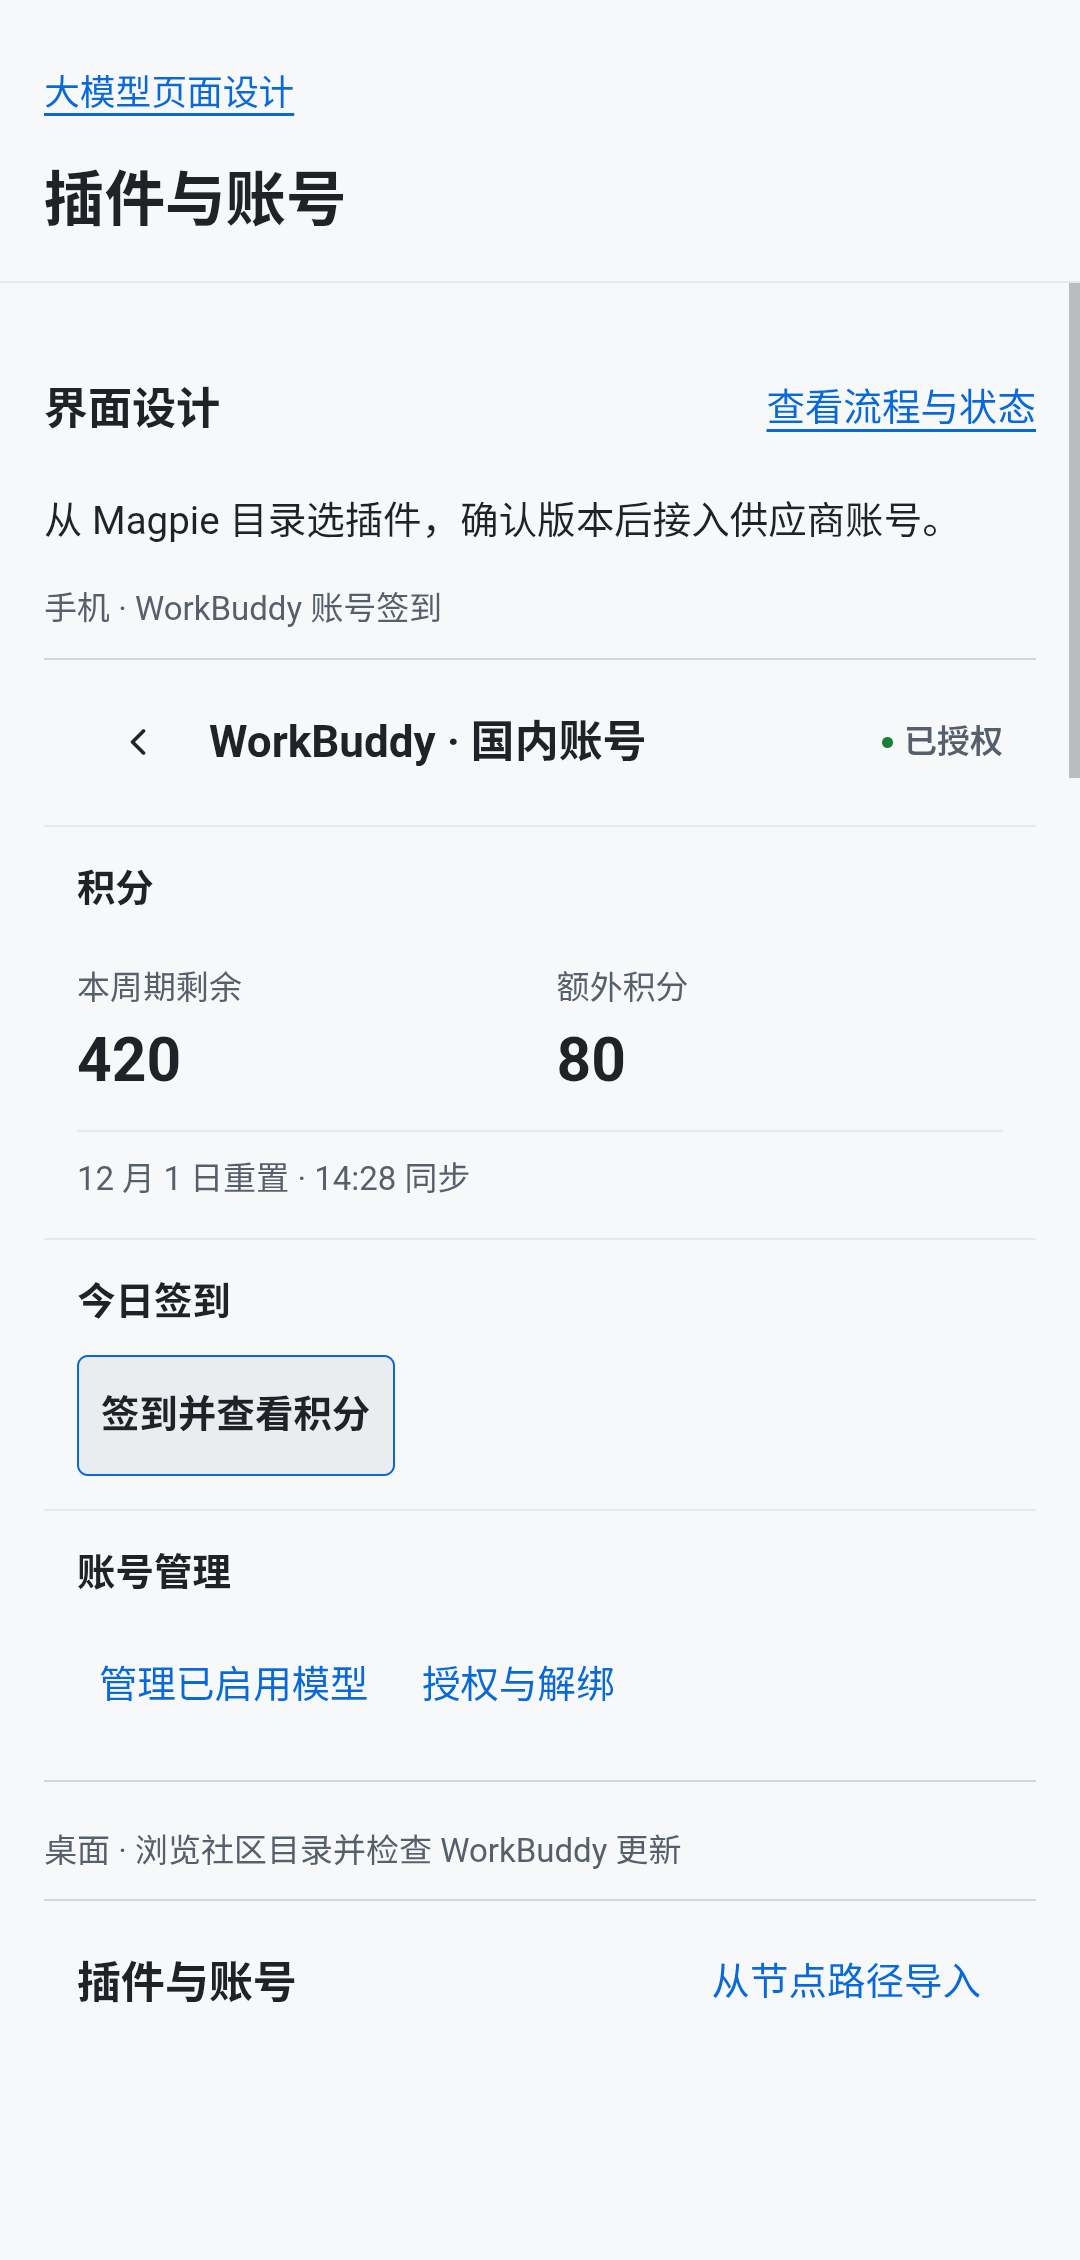 大模型页面设计
插件与账号
界面设计
查看流程与状态
从 Magpie 目录选插件，确认版本后接入供应商账号。
手机 · WorkBuddy 账号签到
WorkBuddy · 国内账号
已授权
积分
本周期剩余
额外积分
420
80
12 月 1 日重置 · 14:28 同步
今日签到
签到并查看积分
账号管理
管理已启用模型
授权与解绑
桌面 · 浏览社区目录并检查 WorkBuddy 更新
插件与账号
从节点路径导入